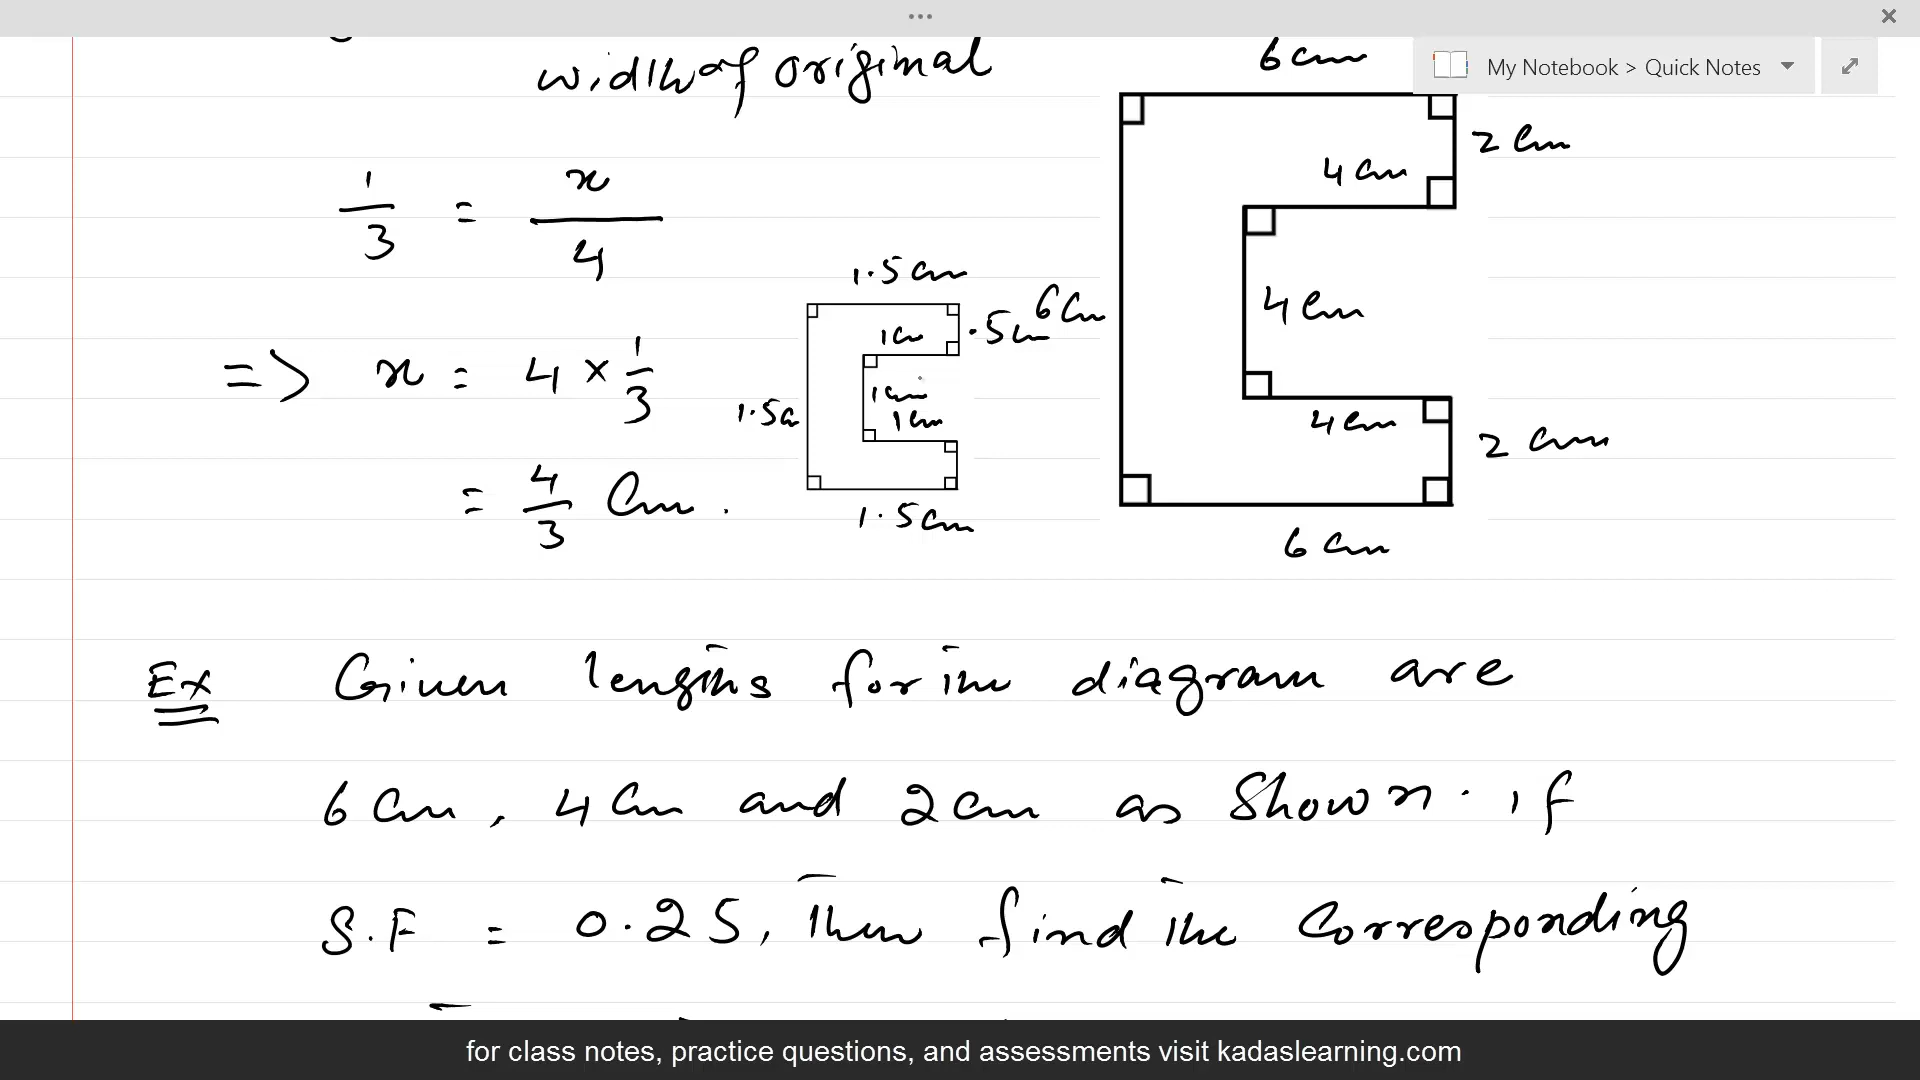 width of original
6 cm
My Notebook > Quick Notes
2 cm
4 cm
1/3 = x/4
1.5 cm
6 cm
4 cm
1 cm
.5 cm
=> x = 4 × 1/3
1 cm
1.5 c
1 cm
4 cm
2 cm
= 4/3 cm.
1.5 cm
6 cm
Ex Given lengths for the diagram are
6 cm, 4 cm and 2 cm as shown. if
S.F = 0.25, then find the corresponding
for class notes, practice questions, and assessments visit kadaslearning.com